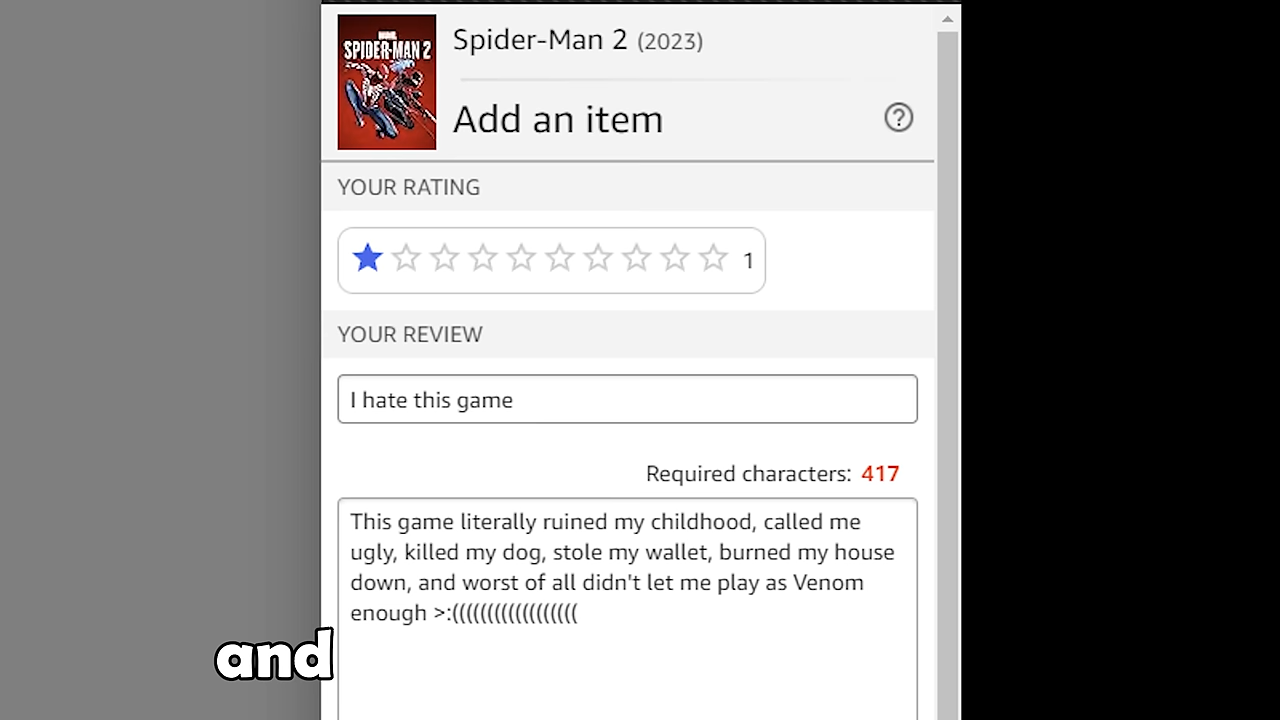 MARVEL
SPIDER-MAN 2
Spider-Man 2 (2023)
Add an item
?
YOUR RATING
1
YOUR REVIEW
I hate this game
Required characters: 417
This game literally ruined my childhood, called me
ugly, killed my dog, stole my wallet, burned my house
down, and worst of all didn't let me play as Venom
enough >:((((((((((((((((((
and